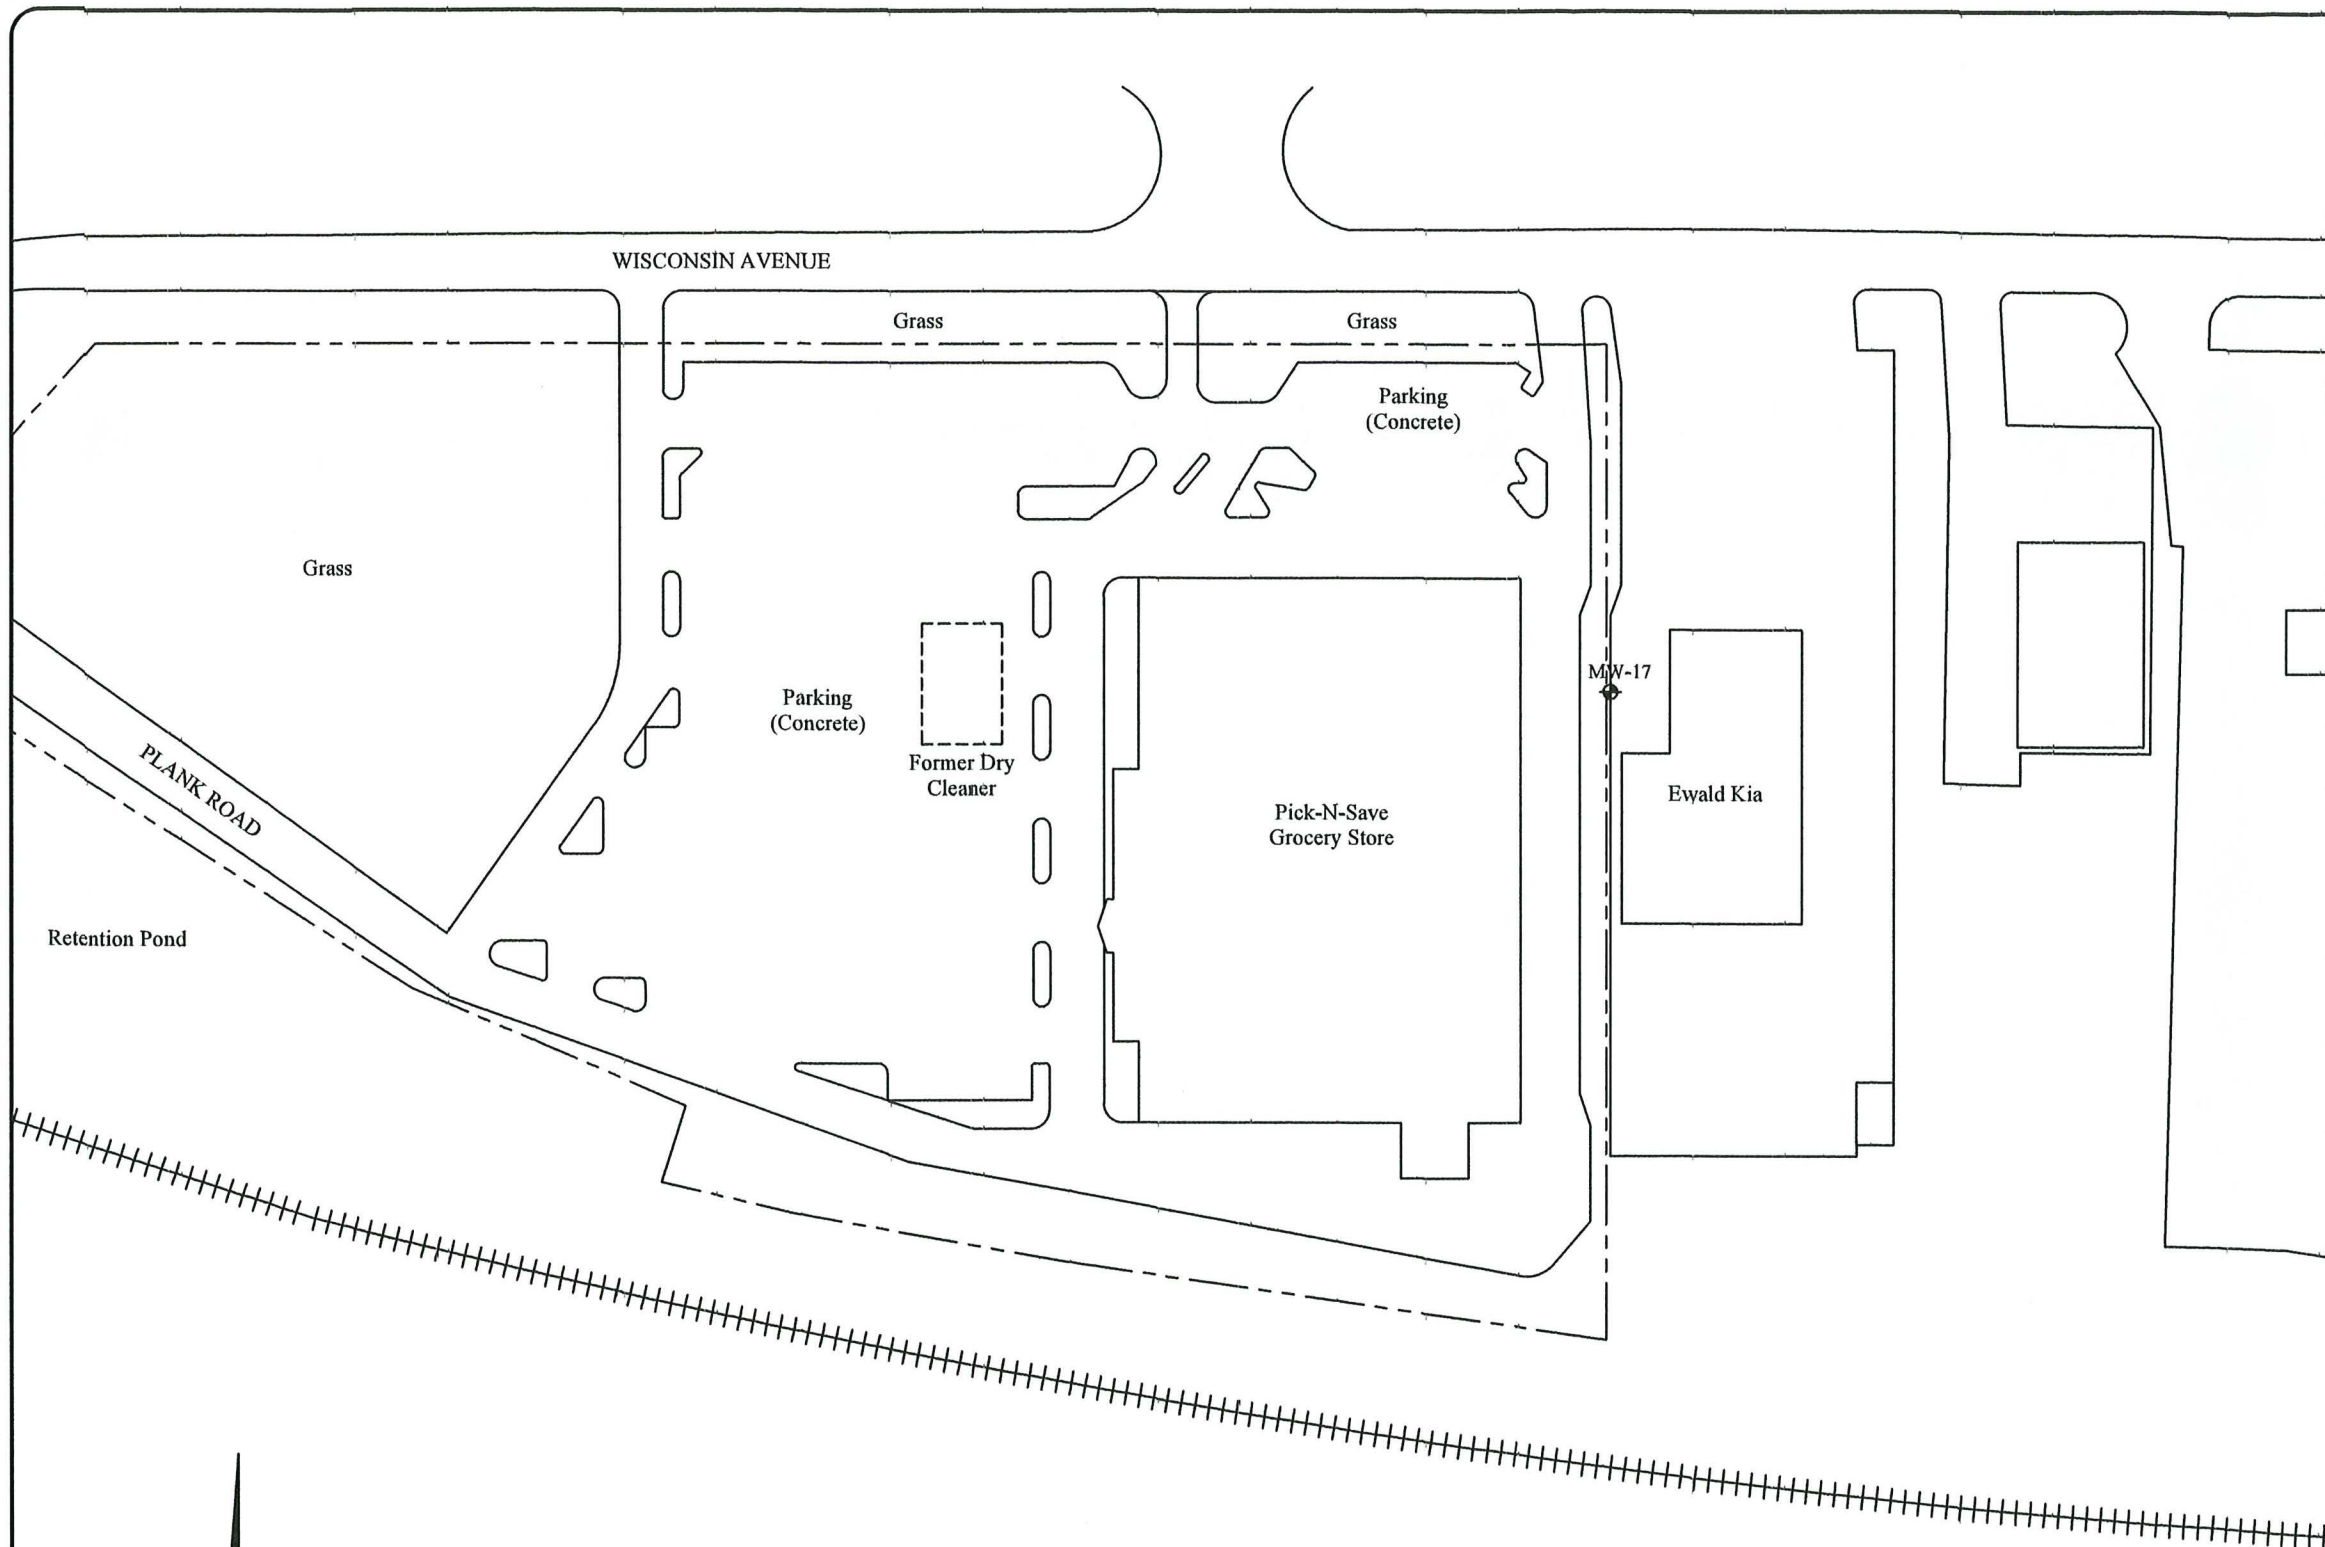 WISCONSIN AVENUE
Grass
Grass
Parking
(Concrete)
Grass
MW-17
Parking
(Concrete)
Former Dry
Cleaner
PLANK ROAD
Ewald Kia
Pick-N-Save
Grocery Store
Retention Pond